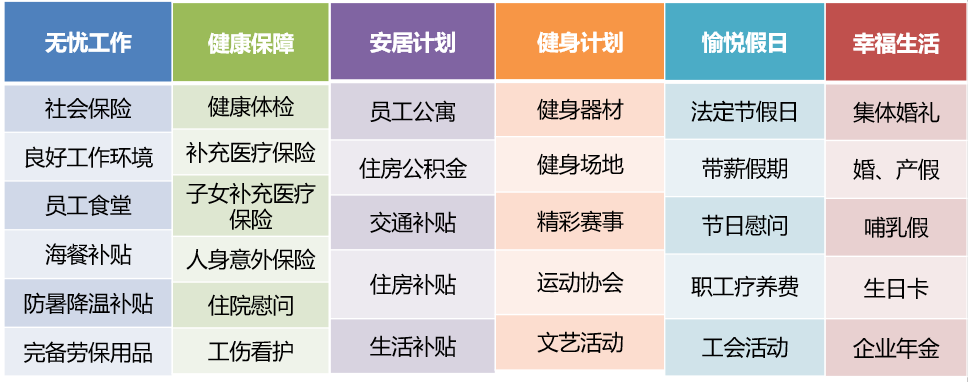 无忧工作
健康保障
安居计划
健身计划
愉悦假日
幸福生活
社会保险
良好工作环境
员工食堂
海餐补贴
防暑降温补贴
完备劳保用品
健康体检
补充医疗保险
子女补充医疗
保险
人身意外保险
住院慰问
工伤看护
员工公寓
住房公积金
交通补贴
住房补贴
生活补贴
健身器材
健身场地
精彩赛事
运动协会
文艺活动
法定节假日
带薪假期
节日慰问
职工疗养费
工会活动
集体婚礼
婚、产假
哺乳假
生日卡
企业年金